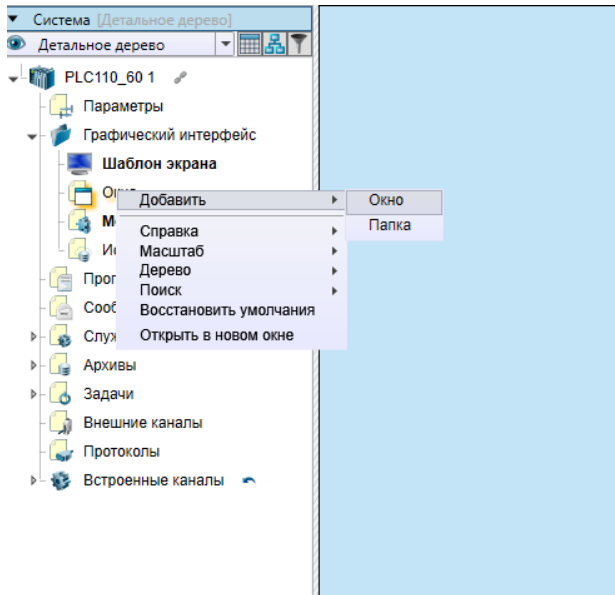 Система [Детальное дерево]
Детальное дерево
PLC110_60 1
Параметры
Графический интерфейс
Шаблон экрана
Добавить
Окно
Папка
Справка
Масштаб
Дерево
Поиск
Восстановить умолчания
Открыть в новом окне
Архивы
Задачи
Внешние каналы
Протоколы
Встроенные каналы